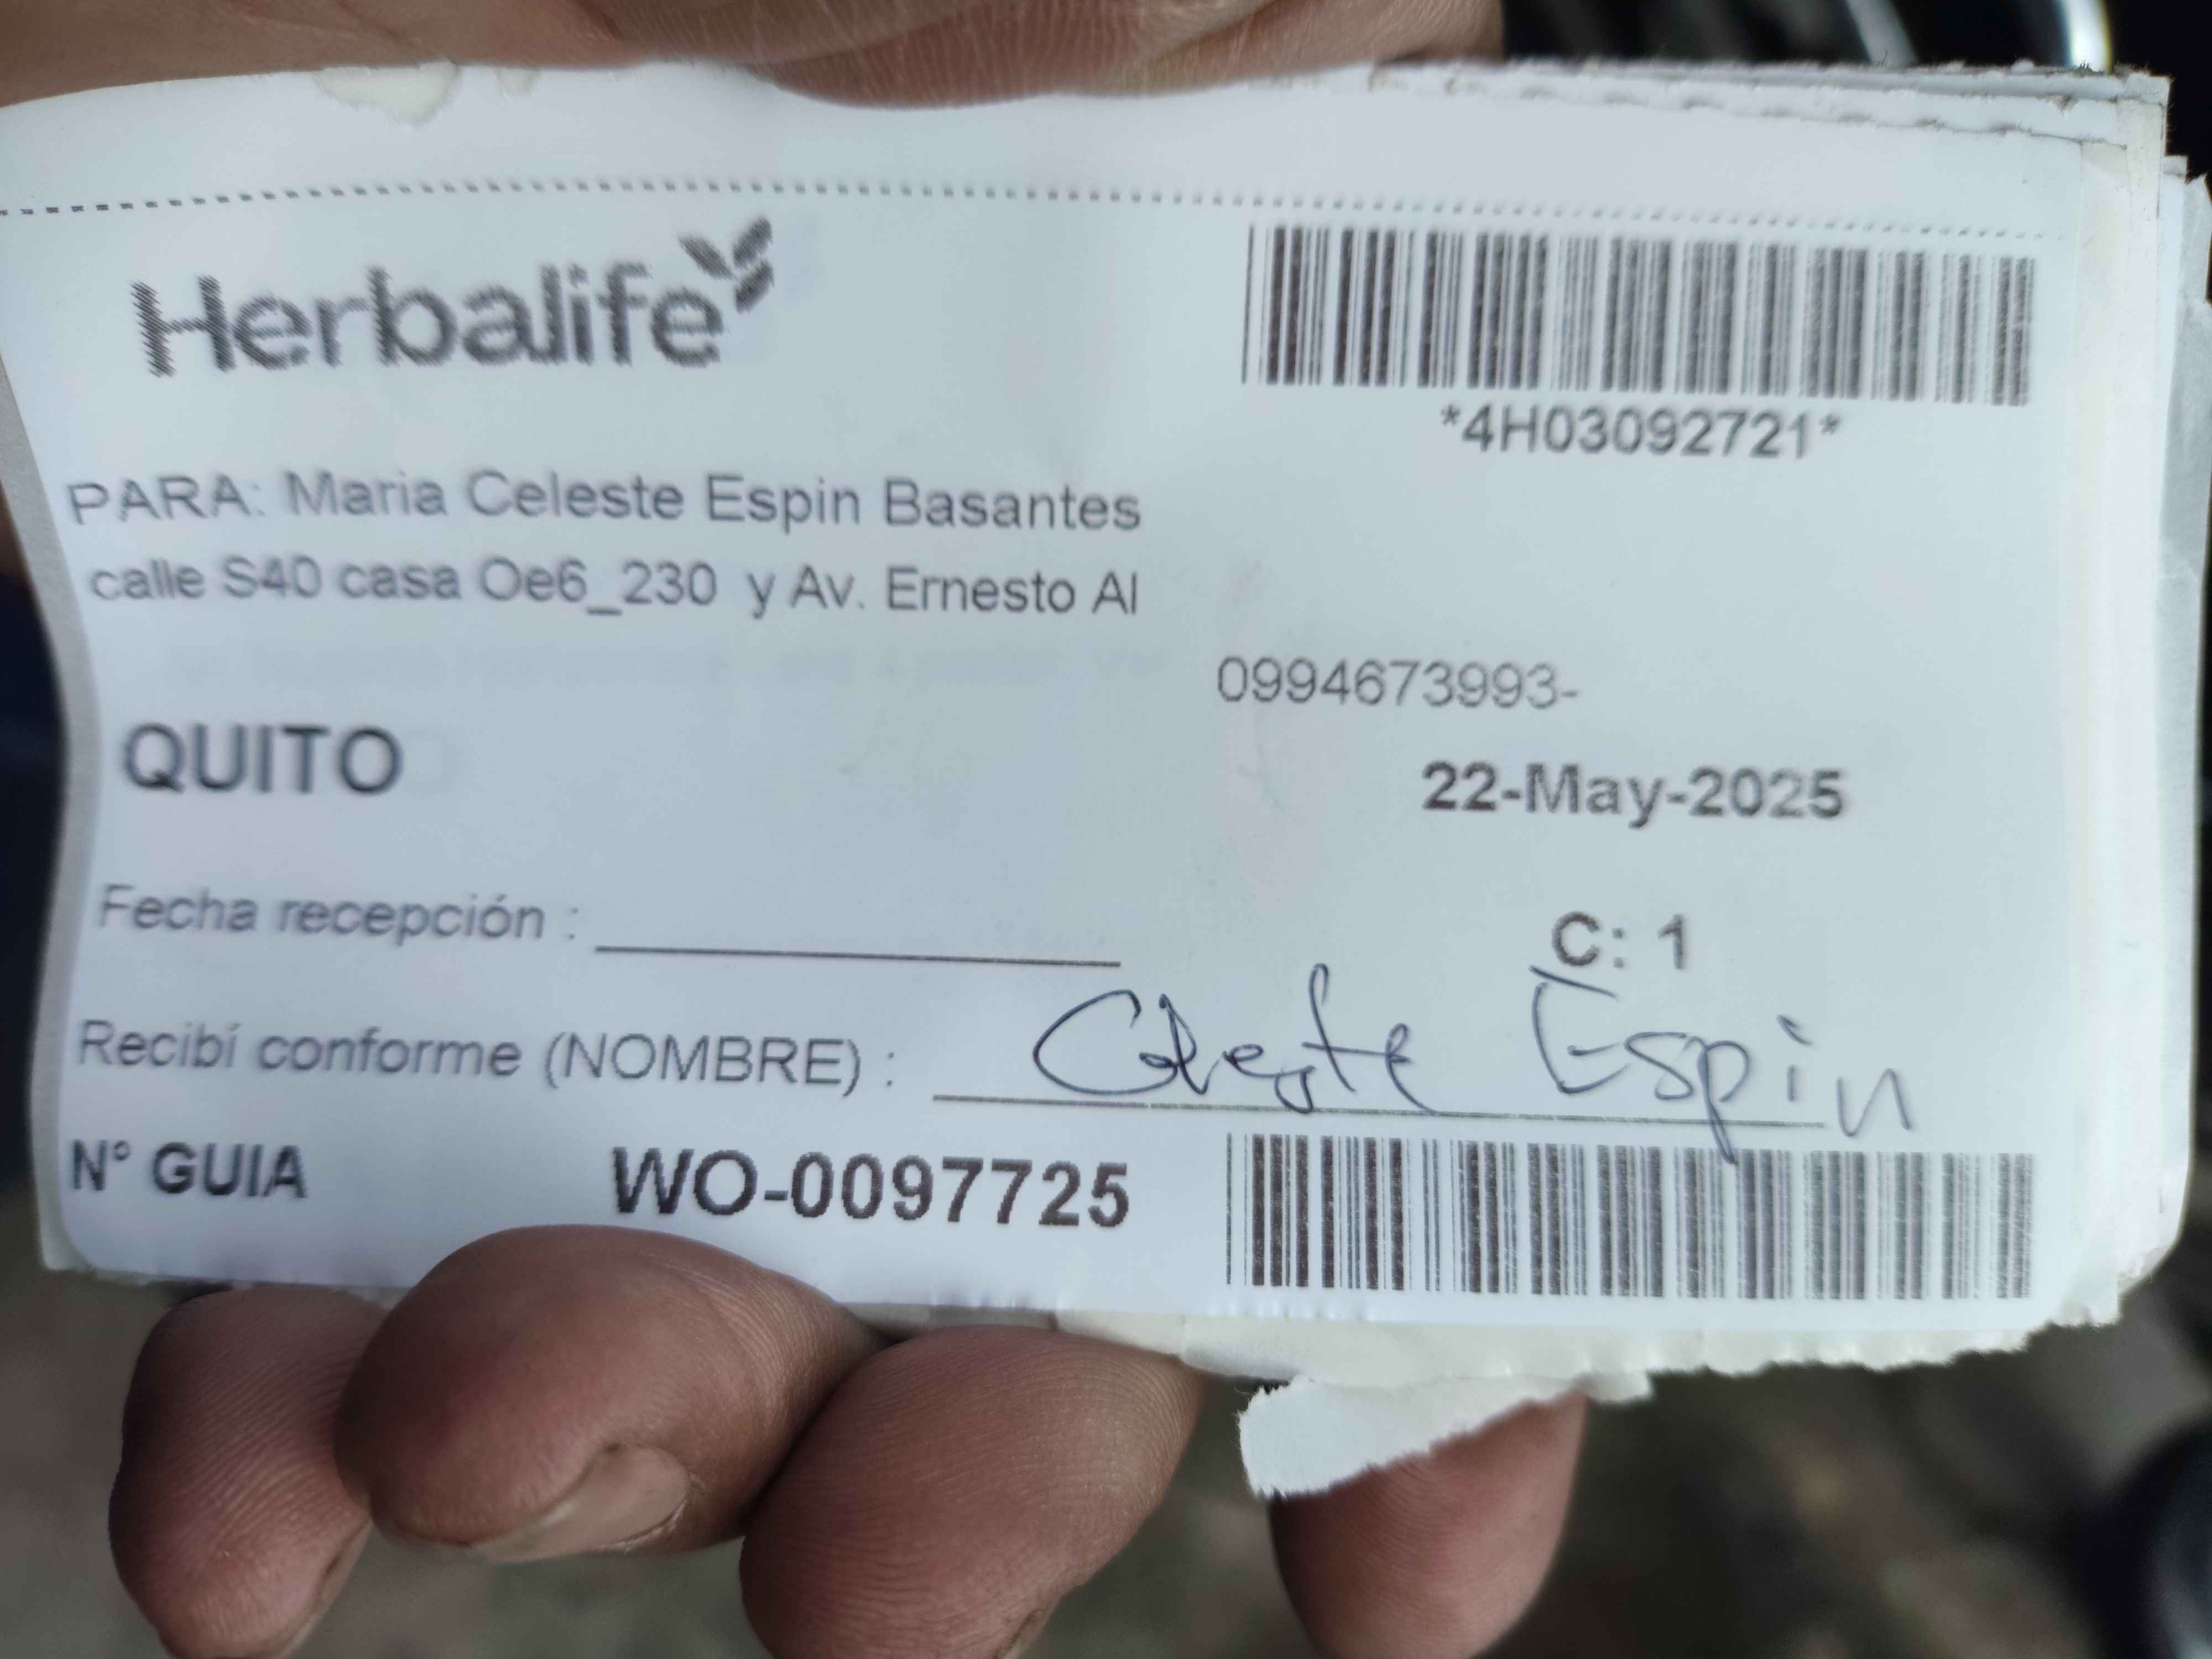 Herbalife
*4H03092721*
PARA: Maria Celeste Espin Basantes
calle S40 casa Oe6_230 y Av. Ernesto Al
0994673993-
QUITO
22-May-2025
Fecha recepción :
C: 1
Recibí conforme (NOMBRE) : Celeste Espin
N° GUIA WO-0097725